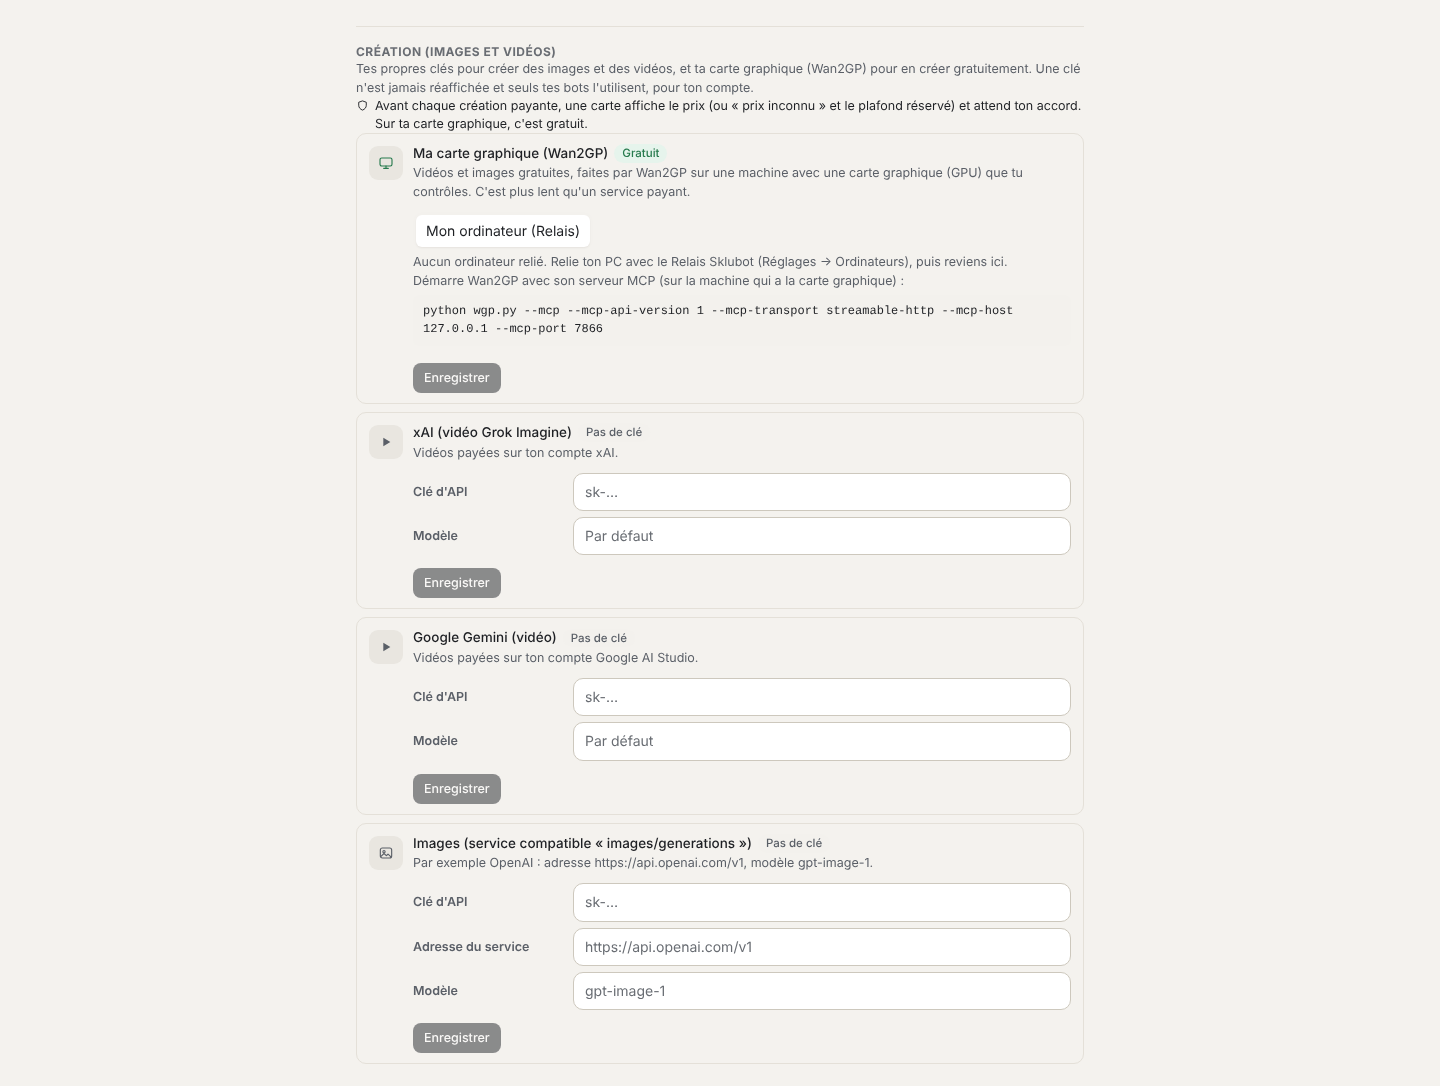 CRÉATION (IMAGES ET VIDÉOS)
Tes propres clés pour créer des images et des vidéos, et ta carte graphique (Wan2GP) pour en créer gratuitement. Une clé
n'est jamais réaffichée et seuls tes bots l'utilisent, pour ton compte.
Avant chaque création payante, une carte affiche le prix (ou « prix inconnu » et le plafond réservé) et attend ton accord.
Sur ta carte graphique, c'est gratuit.
Ma carte graphique (Wan2GP) Gratuit
Vidéos et images gratuites, faites par Wan2GP sur une machine avec une carte graphique (GPU) que tu
contrôles. C'est plus lent qu'un service payant.
Mon ordinateur (Relais)
Aucun ordinateur relié. Relie ton PC avec le Relais Sklubot (Réglages → Ordinateurs), puis reviens ici.
Démarre Wan2GP avec son serveur MCP (sur la machine qui a la carte graphique) :
python wgp.py --mcp --mcp-api-version 1 --mcp-transport streamable-http --mcp-host
127.0.0.1 --mcp-port 7866
Enregistrer
xAI (vidéo Grok Imagine) Pas de clé
Vidéos payées sur ton compte xAI.
Clé d'API sk-...
Modèle Par défaut
Enregistrer
Google Gemini (vidéo) Pas de clé
Vidéos payées sur ton compte Google AI Studio.
Clé d'API sk-...
Modèle Par défaut
Enregistrer
Images (service compatible « images/generations ») Pas de clé
Par exemple OpenAI : adresse https://api.openai.com/v1, modèle gpt-image-1.
Clé d'API sk-...
Adresse du service https://api.openai.com/v1
Modèle gpt-image-1
Enregistrer